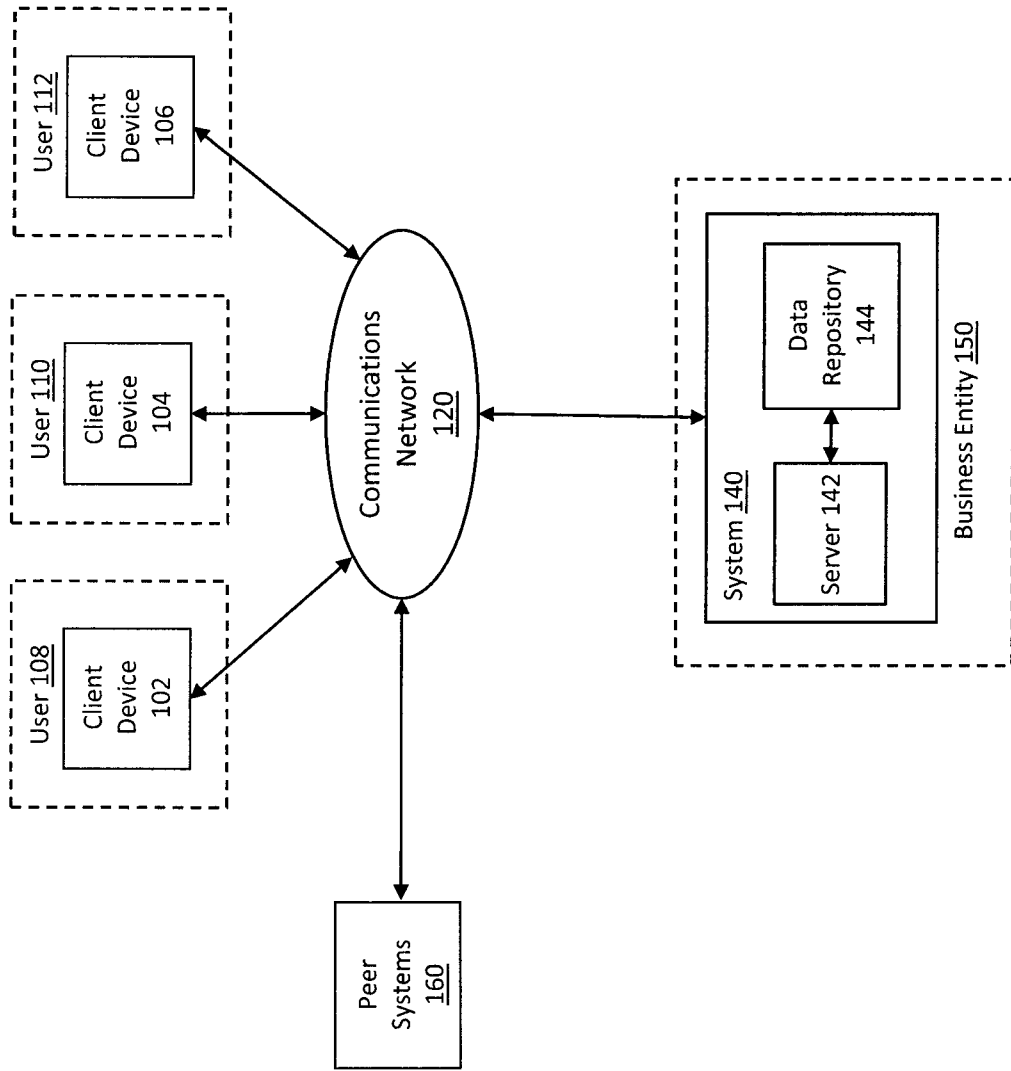 User 108
Client
Device
102
User 110
Client
Device
104
User 112
Client
Device
106
Communications
Network
120
Peer
Systems
160
System 140
Server 142
Data
Repository
144
Business Entity 150